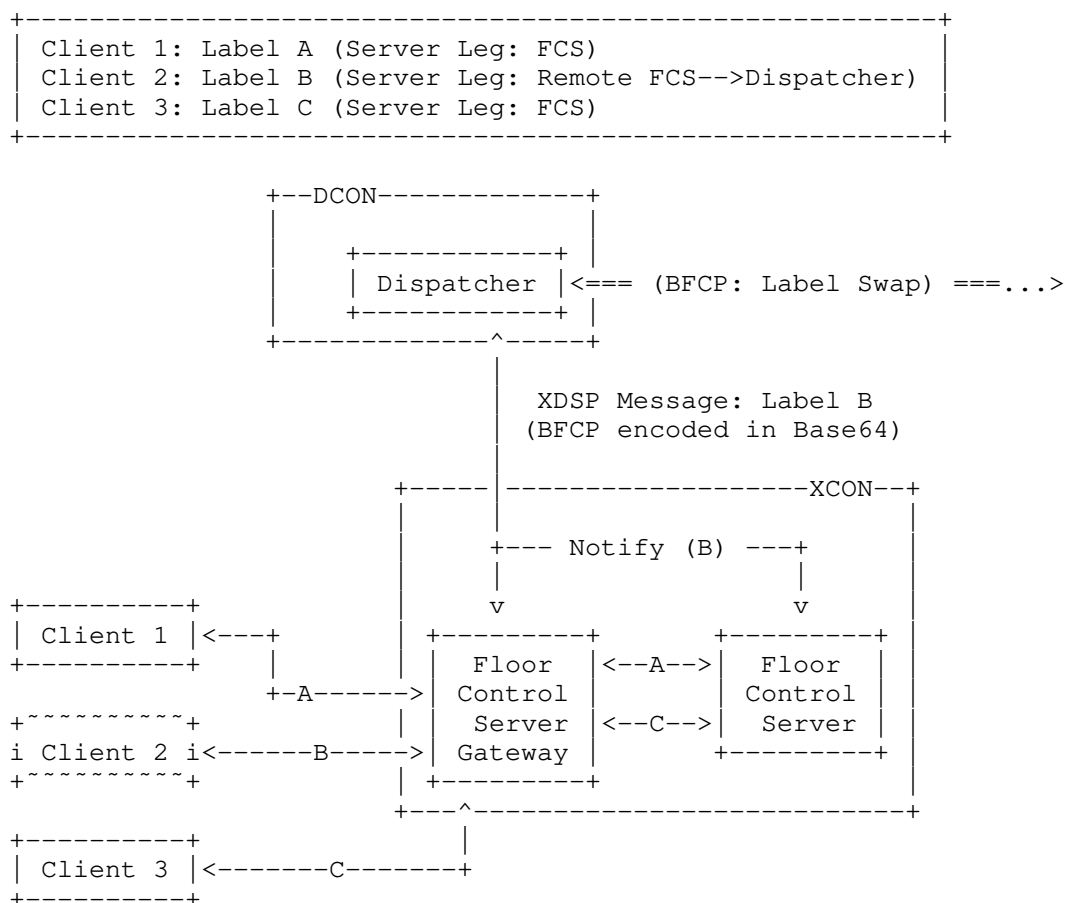 Client 1: Label A (Server Leg: FCS)
Client 2: Label B (Server Leg: Remote FCS-->Dispatcher)
Client 3: Label C (Server Leg: FCS)
DCON
Dispatcher <=== (BFCP: Label Swap) ===...>
XDSP Message: Label B
(BFCP encoded in Base64)
XCON
Notify (B)
v v
Client 1
Floor <--A--> Floor
A Control Control
Server <--C--> Server
i Client 2 i<------B-----> Gateway
Client 3 <-------C-------+